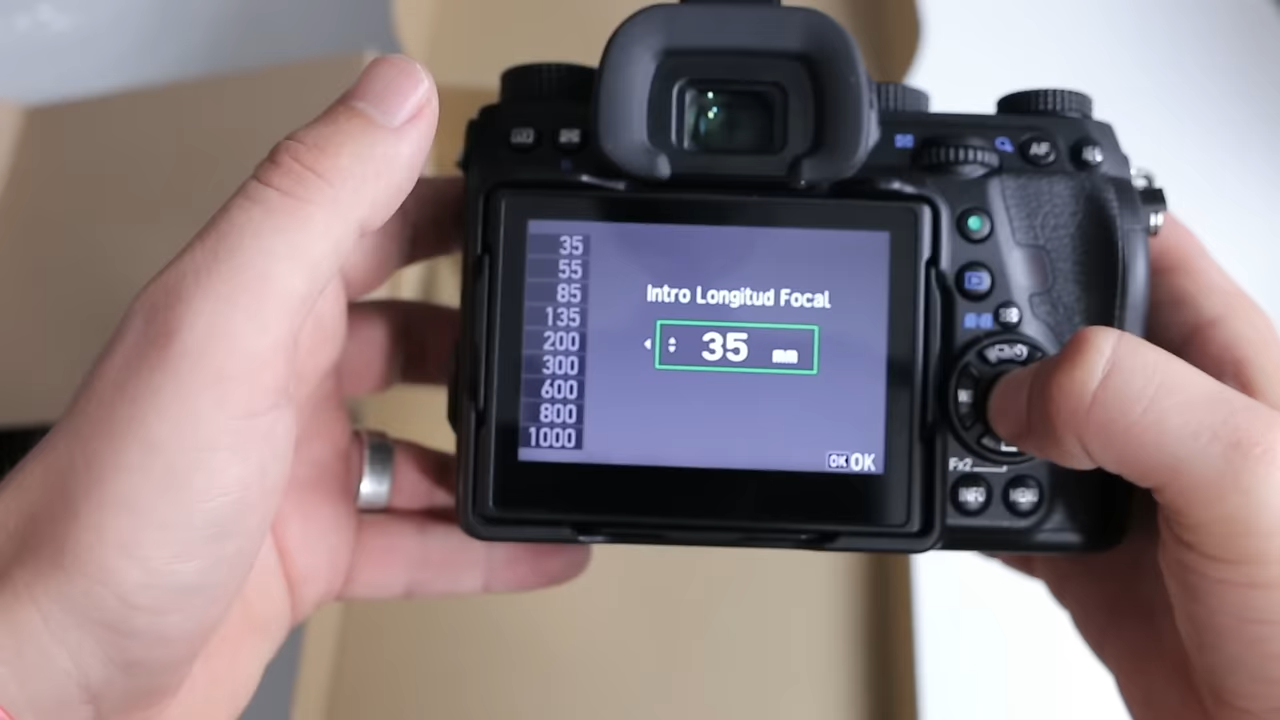 AF
35
55
85
135
200
300
600
800
1000
Intro Longitud Focal
35 mm
OK OK
Fx2
INFO
MENU